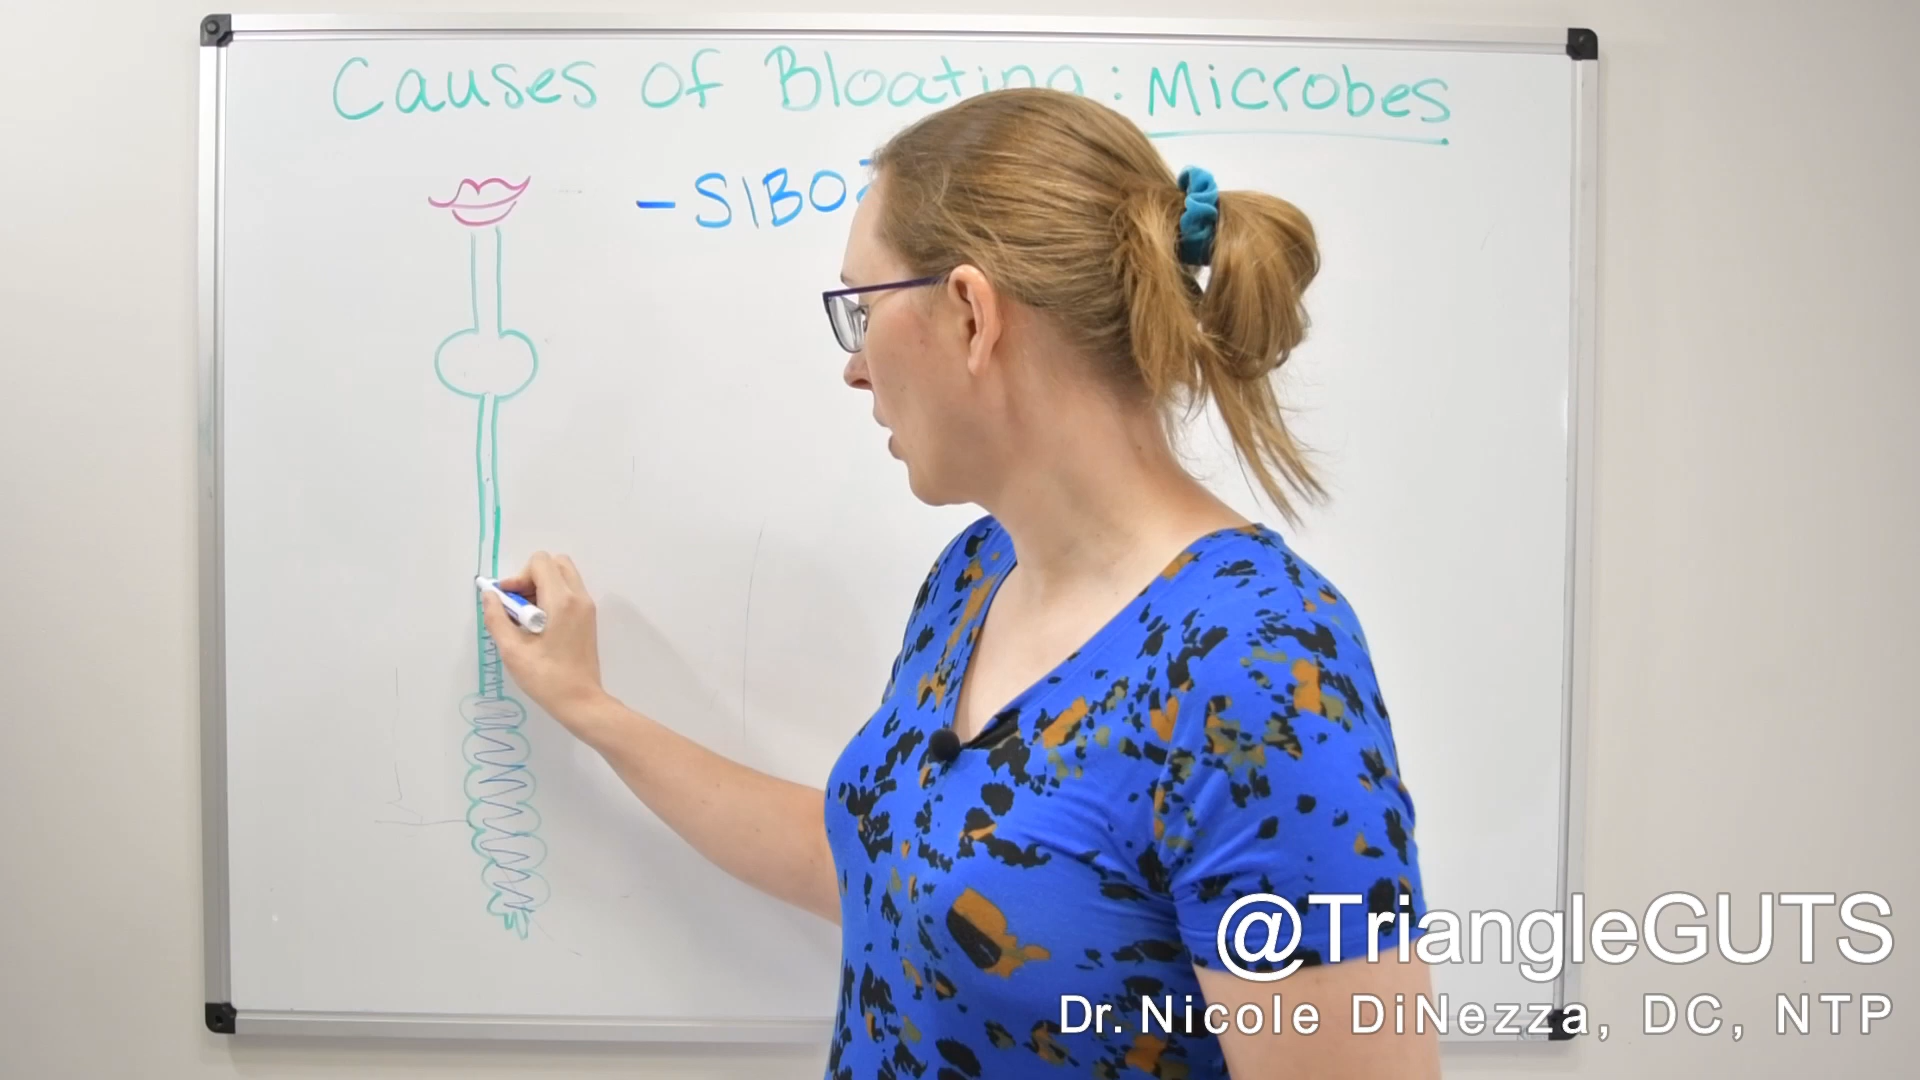 Causes of Bloating: Microbes
- SIBO
@TriangleGUTS
Dr. Nicole DiNezza, DC, NTP